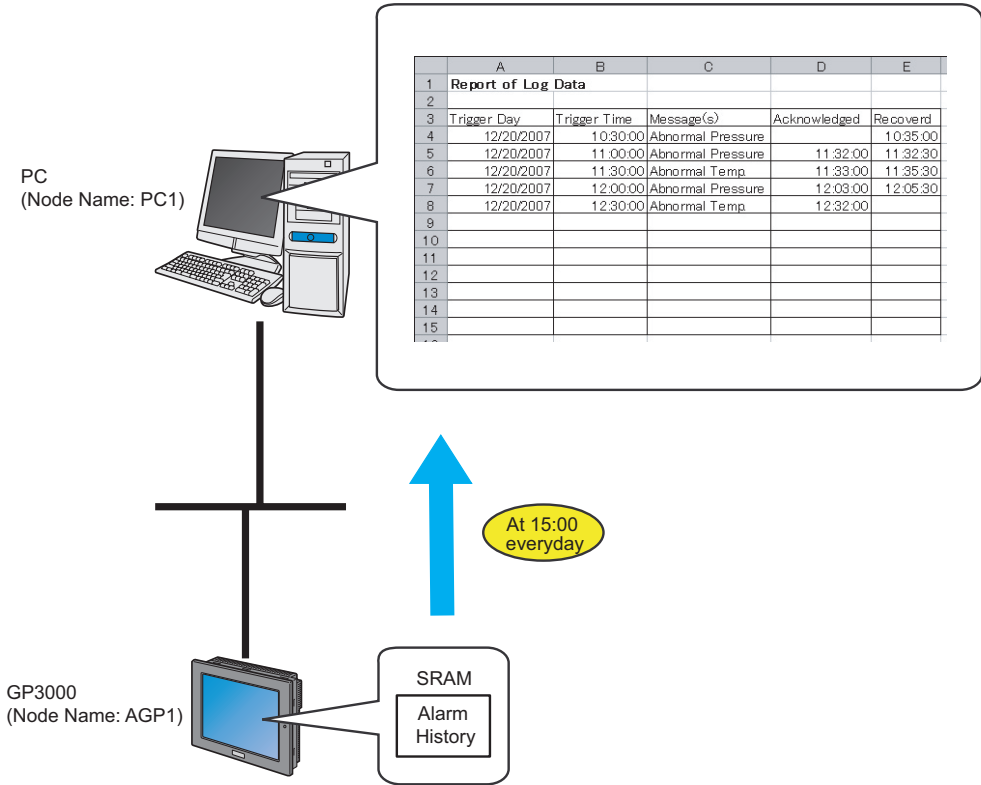 A B C D E
1 Report of Log Data
2
3 Trigger Day Trigger Time Message(s) Acknowledged Recoverd
4 12/20/2007 10:30:00 Abnormal Pressure 10:35:00
5 12/20/2007 11:00:00 Abnormal Pressure 11:32:00 11:32:30
6 12/20/2007 11:30:00 Abnormal Temp. 11:33:00 11:35:30
7 12/20/2007 12:00:00 Abnormal Pressure 12:03:00 12:05:30
8 12/20/2007 12:30:00 Abnormal Temp. 12:32:00
9
10
11
12
13
14
15
PC
(Node Name: PC1)
At 15:00
everyday
GP3000
(Node Name: AGP1)
SRAM
Alarm
History